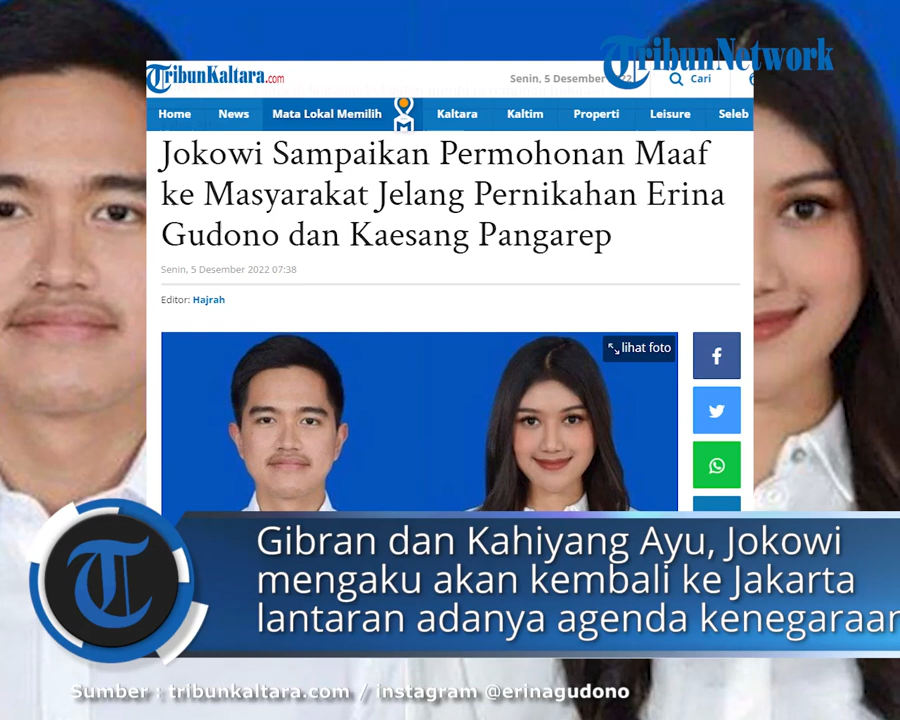 TribunNetwork
TribunKaltara.com
Senin, 5 Desember
Cari
Home News Mata Lokal Memilih Kaltara Kaltim Properti Leisure Seleb
Jokowi Sampaikan Permohonan Maaf
ke Masyarakat Jelang Pernikahan Erina
Gudono dan Kaesang Pangarep
Senin, 5 Desember 2022 07:38
Editor: Hajrah
lihat foto
Gibran dan Kahiyang Ayu, Jokowi
mengaku akan kembali ke Jakarta
lantaran adanya agenda kenegaraan
Sumber : tribunkaltara.com / instagram @erinagudono